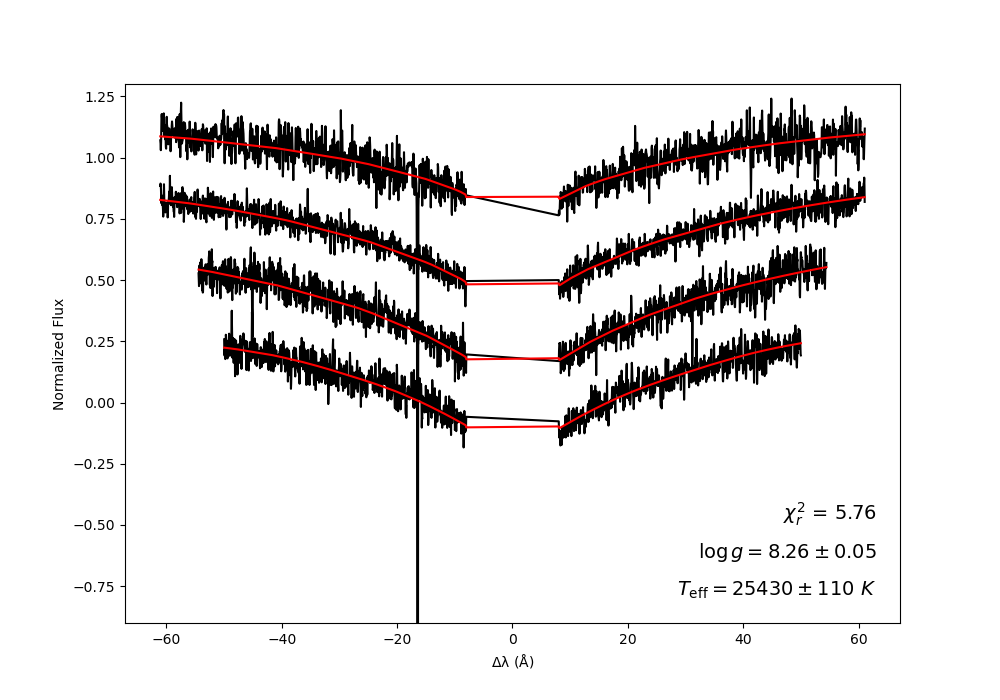 1.25
1.00
0.75
0.50
0.25
0.00
−0.25
−0.50
−0.75
Normalized Flux
χ²ᵣ = 5.76
log g = 8.26 ± 0.05
T_eff = 25430 ± 110 K
−60 −40 −20 0 20 40 60
Δλ (Å)